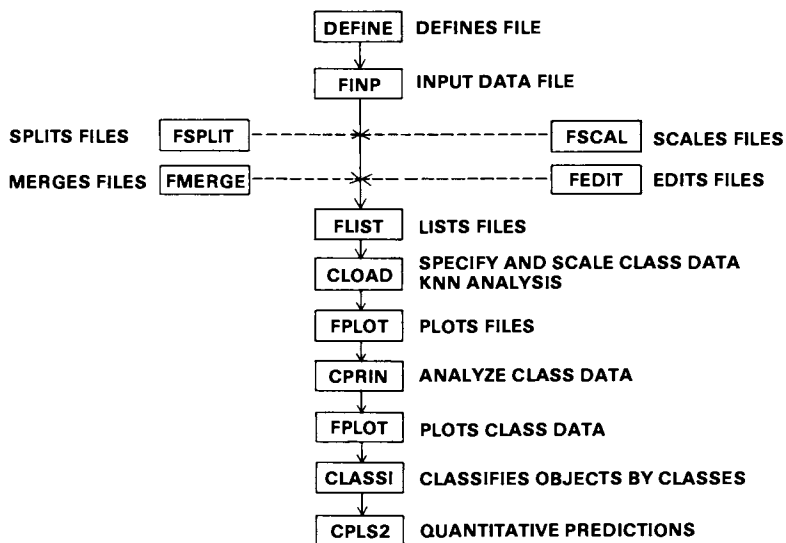 DEFINE DEFINES FILE
FINP INPUT DATA FILE
SPLITS FILES FSPLIT FSCAL SCALES FILES
MERGES FILES FMERGE FEDIT EDITS FILES
FLIST LISTS FILES
CLOAD SPECIFY AND SCALE CLASS DATA
KNN ANALYSIS
FPLOT PLOTS FILES
CPRIN ANALYZE CLASS DATA
FPLOT PLOTS CLASS DATA
CLASSI CLASSIFIES OBJECTS BY CLASSES
CPLS2 QUANTITATIVE PREDICTIONS